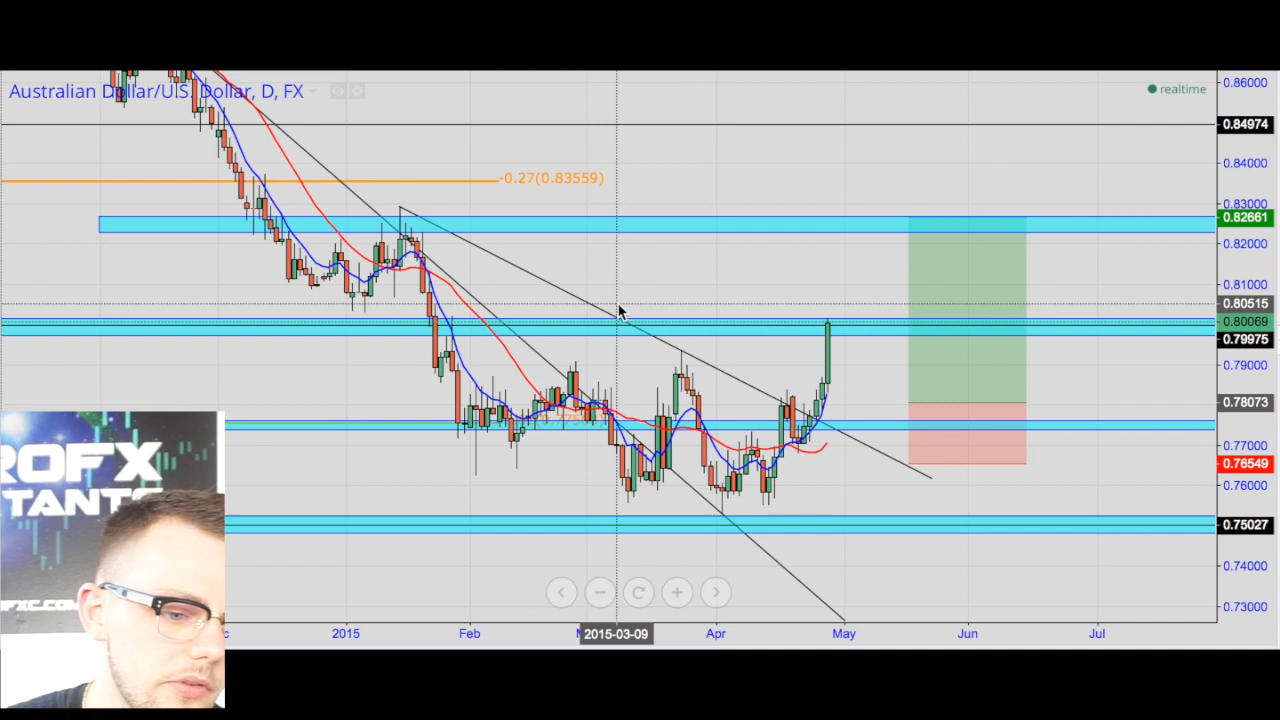 Australian Dollar/U.S. Dollar, D, FX
realtime
-0.27(0.83559)
0.86000
0.84974
0.84000
0.83000
0.82661
0.82000
0.81000
0.80515
0.80069
0.79975
0.79000
0.78073
0.77000
0.76549
0.76000
0.75027
0.74000
0.73000
ROFX
TANTS
2015
Feb
2015-03-09
Apr
May
Jun
Jul